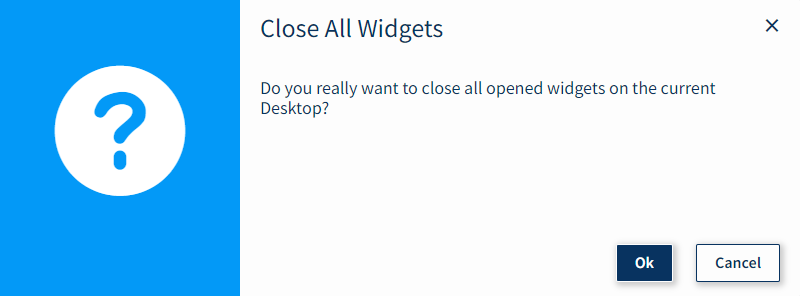 Close All Widgets
Do you really want to close all opened widgets on the current
Desktop?
Ok
Cancel